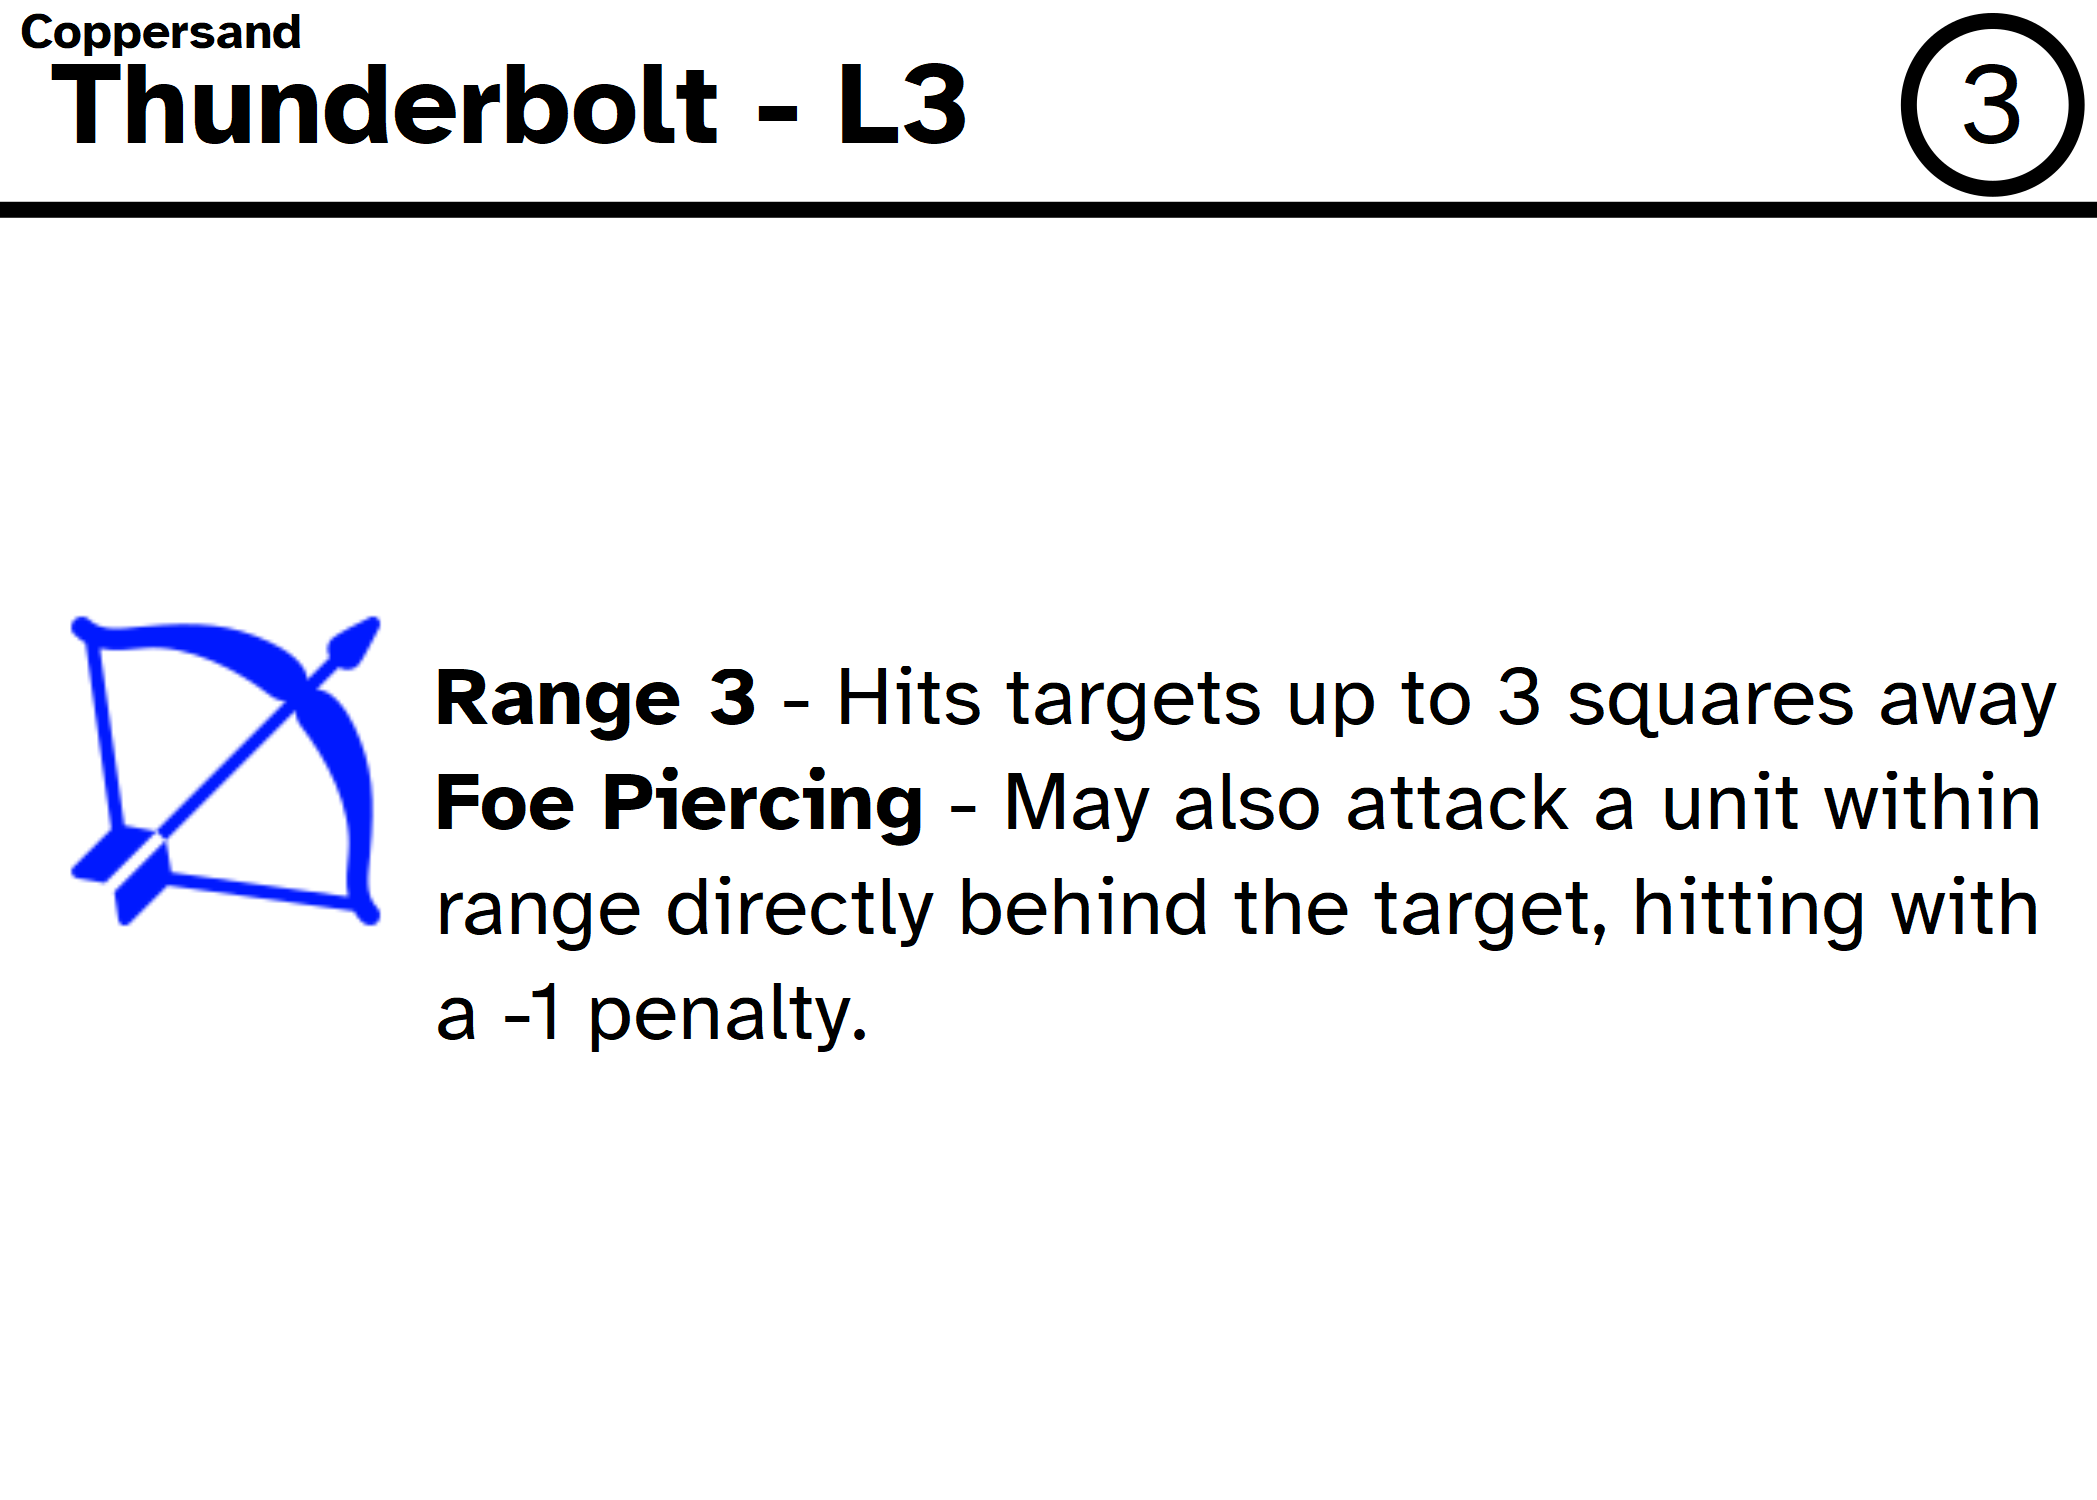 Coppersand
Thunderbolt - L3
3
Range 3 - Hits targets up to 3 squares away
Foe Piercing - May also attack a unit within
range directly behind the target, hitting with
a -1 penalty.